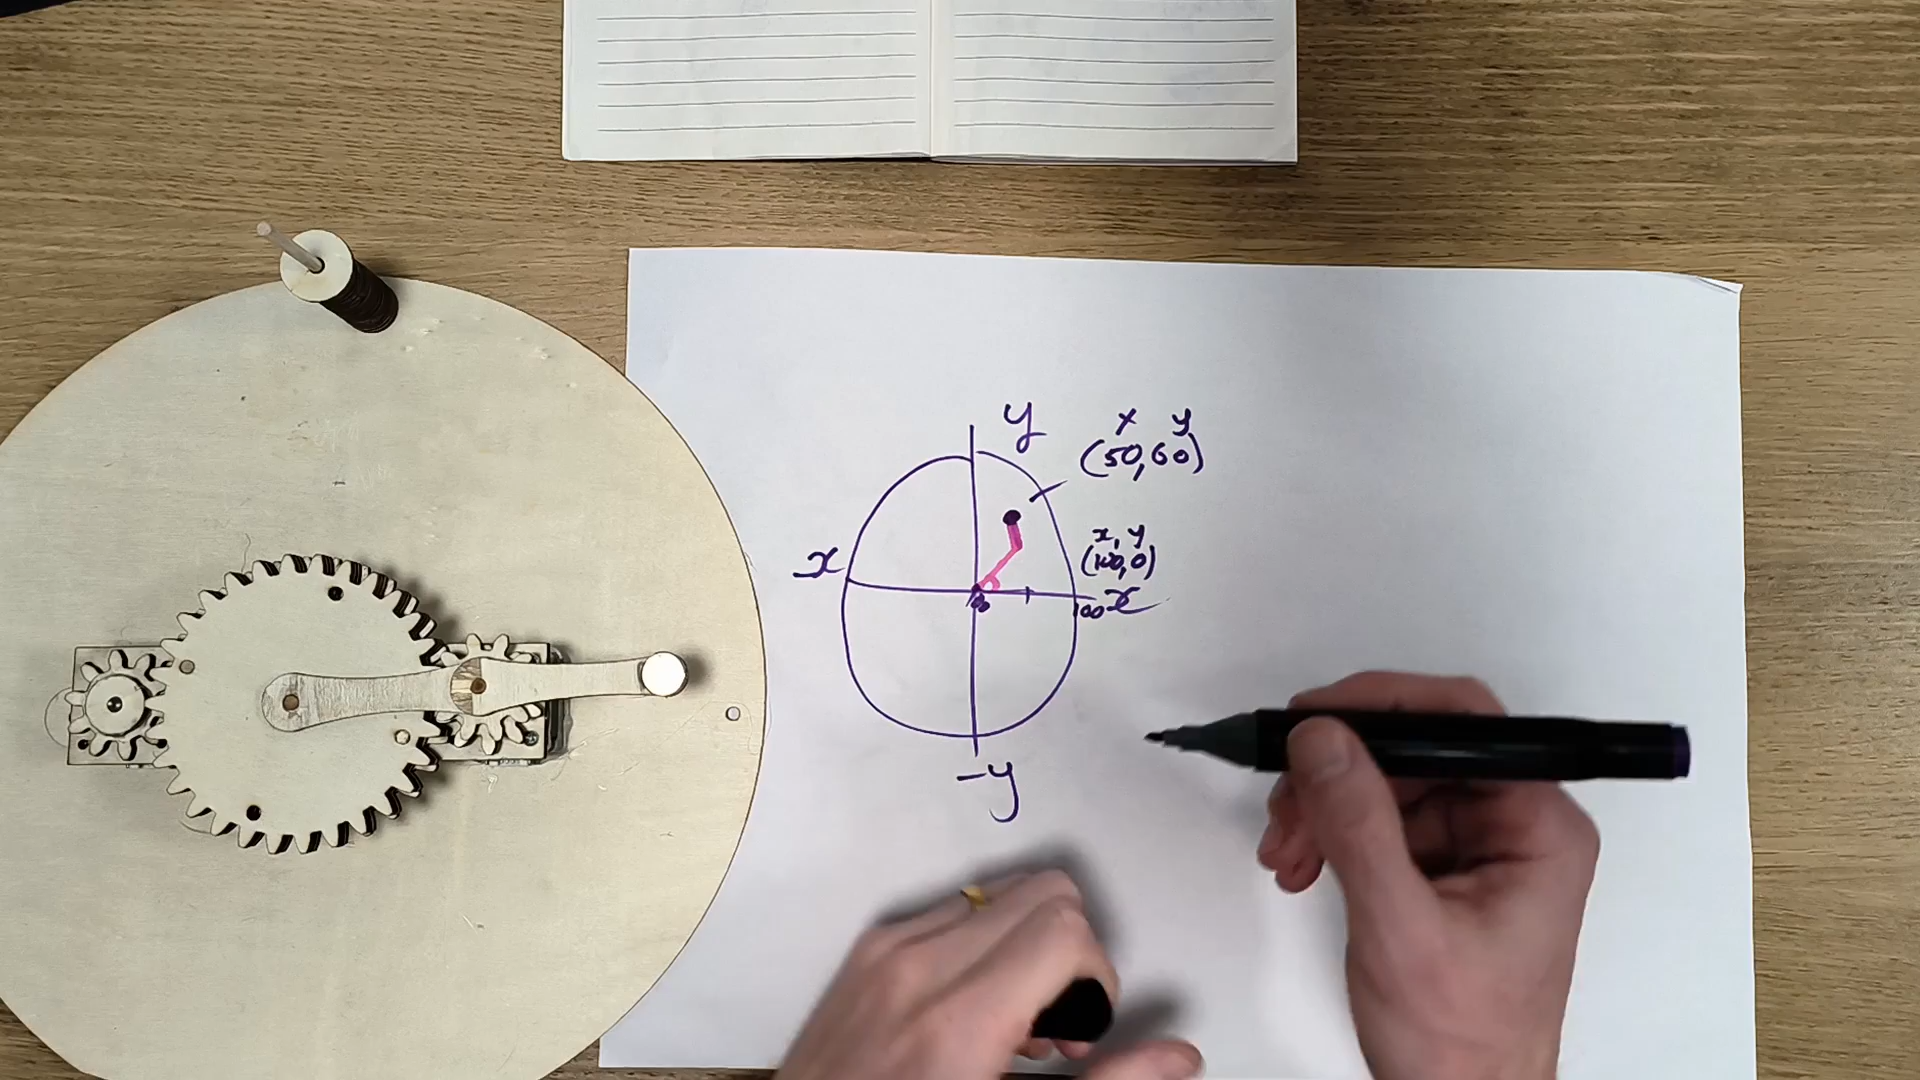 y
x y
(50,60)
x
x, y
(100,0)
100 x
-y